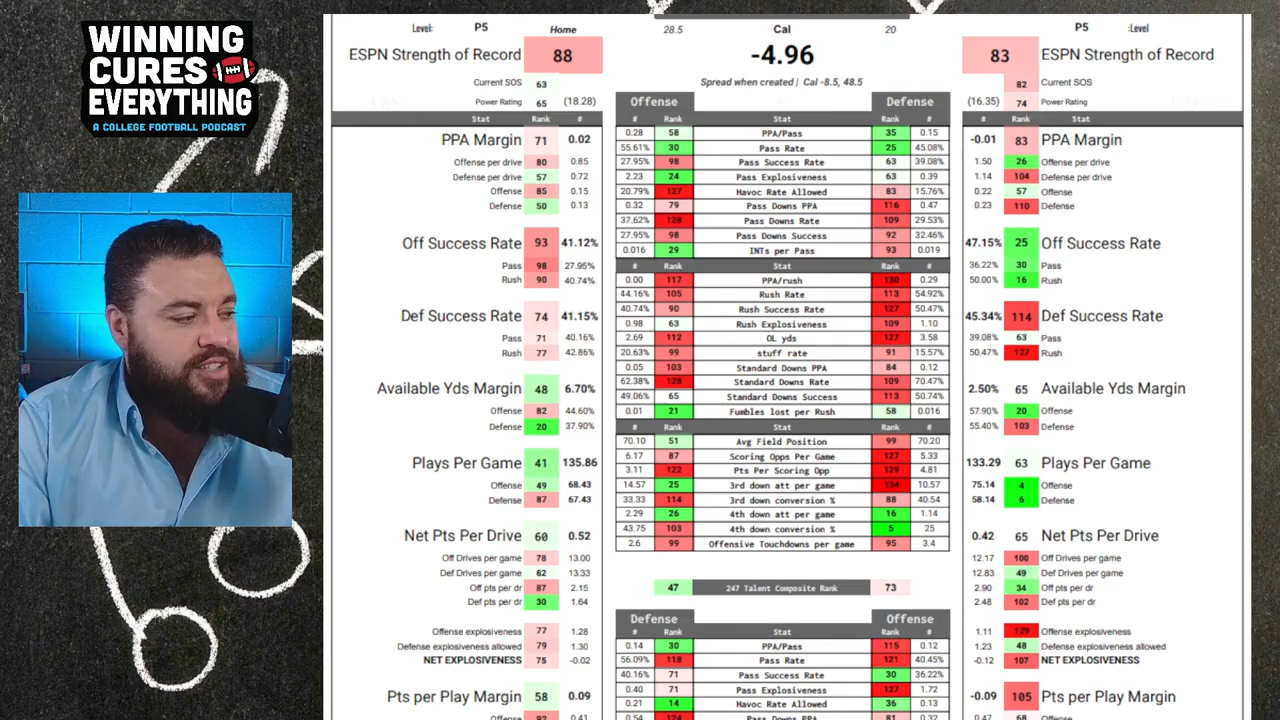 WINNING
CURES
EVERYTHING
A COLLEGE FOOTBALL PODCAST
Level: P5 Home 28.5 Cal 20 P5 :Level
ESPN Strength of Record 88 -4.96 83 ESPN Strength of Record
Current SOS 63 Spread when created | Cal -8.5, 48.5 82 Current SOS
Power Rating 65 (18.28) Offense Defense (16.35) 74 Power Rating
Stat Rank # # Rank Stat Rank # # Rank Stat
PPA Margin 71 0.02 0.28 58 PPA/Pass 35 0.15 -0.01 83 PPA Margin
55.61% 30 Pass Rate 25 45.08%
Offense per drive 80 0.85 27.95% 98 Pass Success Rate 63 39.08% 1.50 26 Offense per drive
Defense per drive 57 0.72 2.23 24 Pass Explosiveness 63 0.39 1.14 104 Defense per drive
Offense 85 0.15 20.79% 127 Havoc Rate Allowed 83 15.76% 0.22 57 Offense
Defense 50 0.13 0.32 79 Pass Downs PPA 116 0.47 0.23 110 Defense
37.62% 128 Pass Downs Rate 109 29.53%
Off Success Rate 93 41.12% 27.95% 98 Pass Downs Success 92 32.46% 47.15% 25 Off Success Rate
0.016 29 INTs per Pass 93 0.019
Pass 98 27.95% # Rank Stat Rank # 36.22% 30 Pass
Rush 90 40.74% 0.00 117 PPA/rush 130 0.29 50.00% 16 Rush
44.16% 105 Rush Rate 113 54.92%
Def Success Rate 74 41.15% 40.74% 90 Rush Success Rate 127 50.47% 45.34% 114 Def Success Rate
0.98 63 Rush Explosiveness 109 1.10
Pass 71 40.16% 2.69 112 OL yds 127 3.58 39.08% 63 Pass
Rush 77 42.86% 20.63% 99 stuff rate 91 15.57% 50.47% 127 Rush
0.05 103 Standard Downs PPA 84 0.12
Available Yds Margin 48 6.70% 62.38% 128 Standard Downs Rate 109 70.47% 2.50% 65 Available Yds Margin
49.06% 65 Standard Downs Success 113 50.74%
Offense 82 44.60% 0.01 21 Fumbles lost per Rush 58 0.016 57.90% 20 Offense
Defense 20 37.90% # Rank Stat Rank # 55.40% 103 Defense
70.10 51 Avg Field Position 99 70.20
Plays Per Game 41 135.86 6.17 87 Scoring Opps Per Game 127 5.33 133.29 63 Plays Per Game
3.11 122 Pts Per Scoring Opp 129 4.81
Offense 49 68.43 14.57 25 3rd down att per game 134 10.57 75.14 4 Offense
Defense 87 67.43 33.33 114 3rd down conversion % 88 40.54 58.14 6 Defense
2.29 26 4th down att per game 16 1.14
Net Pts Per Drive 60 0.52 43.75 103 4th down conversion % 5 25 0.42 65 Net Pts Per Drive
2.6 99 Offensive Touchdowns per game 95 3.4
Off Drives per game 78 13.00 12.17 100 Off Drives per game
Def Drives per game 62 13.33 12.83 49 Def Drives per game
Off pts per dr 87 2.15 47 247 Talent Composite Rank 73 2.90 34 Off pts per dr
Def pts per dr 30 1.64 2.48 102 Def pts per dr
Defense Offense
Offense explosiveness 77 1.28 # Rank Stat Rank # 1.11 129 Offense explosiveness
Defense explosiveness allowed 79 1.30 0.14 30 PPA/Pass 115 0.12 1.23 48 Defense explosiveness allowed
NET EXPLOSIVENESS 75 -0.02 56.09% 118 Pass Rate 121 40.45% -0.12 107 NET EXPLOSIVENESS
40.16% 71 Pass Success Rate 30 36.22%
Pts per Play Margin 58 0.09 0.40 71 Pass Explosiveness 127 1.72 -0.09 105 Pts per Play Margin
0.21 14 Havoc Rate Allowed 36 0.13
Offense 92 0.41 0.54 124 Pass Downs PPA 81 0.32 68 Offense